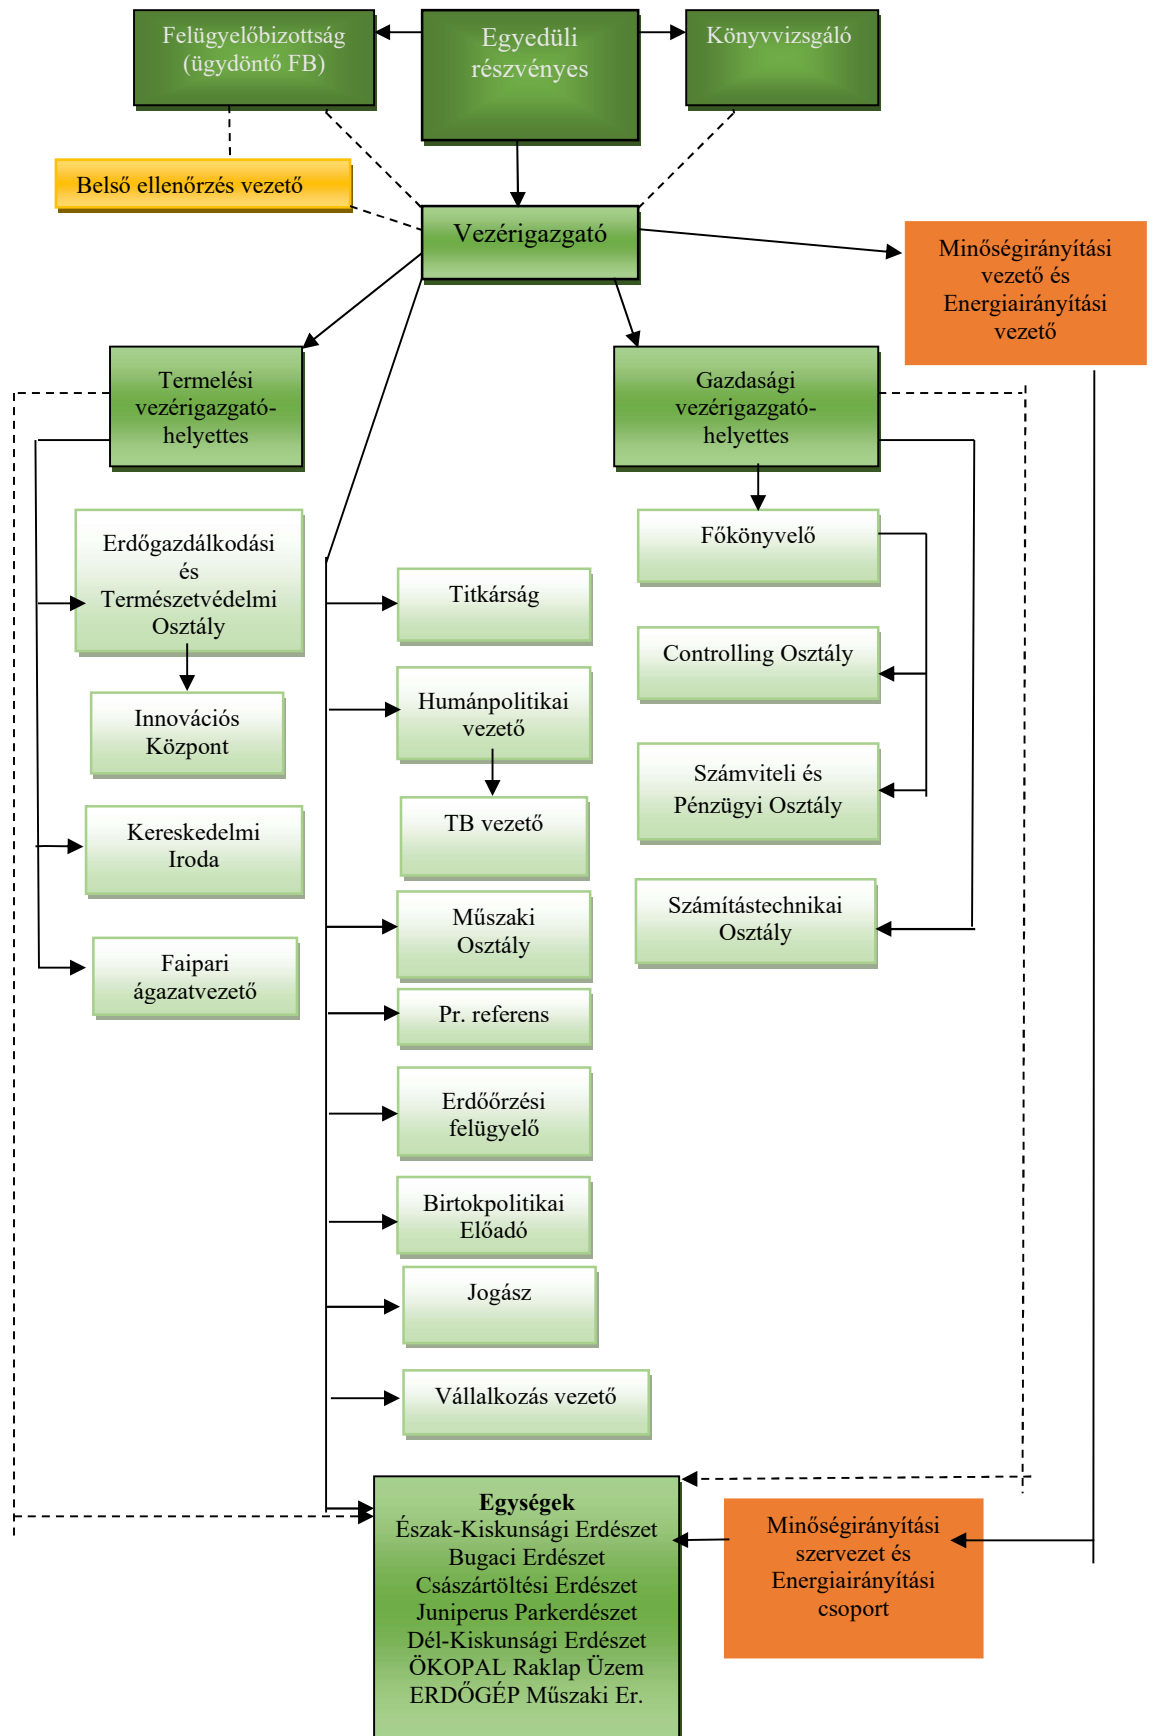 Felügyelőbizottság
(ügydöntő FB)
Egyedüli
részvényes
Könyvvizsgáló
Belső ellenőrzés vezető
Vezérigazgató
Minőségirányítási
vezető és
Energiairányítási
vezető
Termelési
vezérigazgató-
helyettes
Gazdasági
vezérigazgató-
helyettes
Erdőgazdálkodási
és
Természetvédelmi
Osztály
Innovációs
Központ
Kereskedelmi
Iroda
Faipari
ágazatvezető
Titkárság
Humánpolitikai
vezető
TB vezető
Műszaki
Osztály
Pr. referens
Erdőőrzési
felügyelő
Birtokpolitikai
Előadó
Jogász
Vállalkozás vezető
Főkönyvelő
Controlling Osztály
Számviteli és
Pénzügyi Osztály
Számítástechnikai
Osztály
Egységek
Észak-Kiskunsági Erdészet
Bugaci Erdészet
Császártöltési Erdészet
Juniperus Parkerdészet
Dél-Kiskunsági Erdészet
ÖKOPAL Raklap Üzem
ERDŐGÉP Műszaki Er.
Minőségirányítási
szervezet és
Energiairányítási
csoport